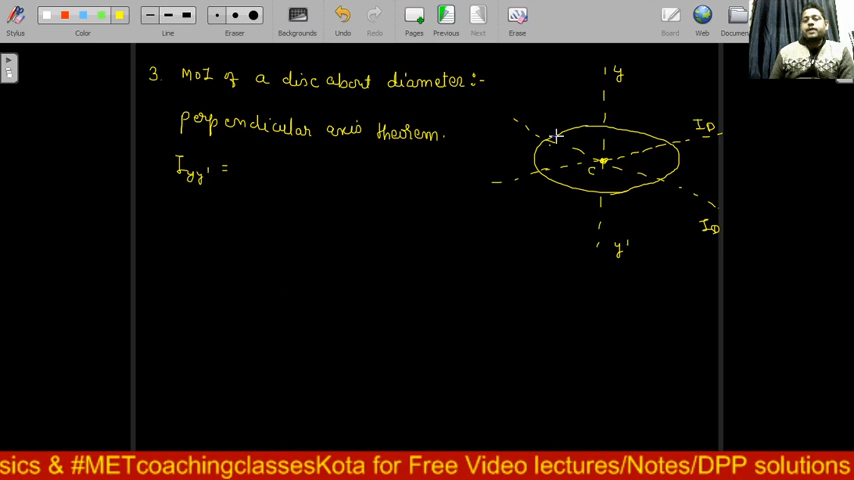 Stylus
Color
Line
Eraser
Backgrounds
Undo
Redo
Pages
Previous
Next
Erase
Board
Web
Documen
3. MOI of a disc about diameter :-
perpendicular axis theorem.
Iyy' =
y
ID
C
ID
y'
sics & #METcoachingclassesKota for Free Video lectures/Notes/DPP solutions